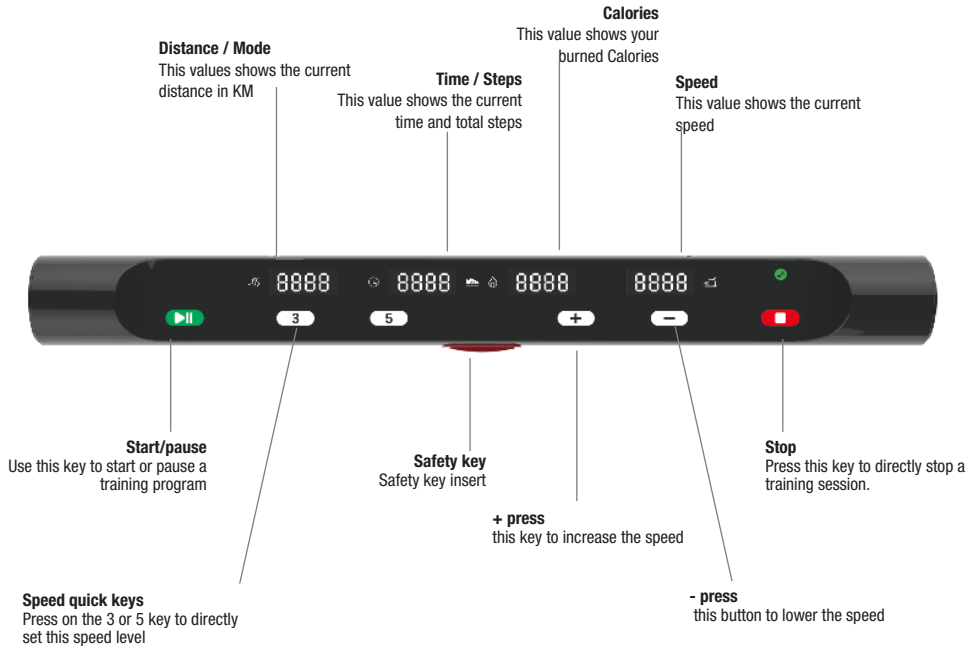 Calories
This value shows your
burned Calories
Distance / Mode
This values shows the current
distance in KM
Time / Steps
This value shows the current
time and total steps
Speed
This value shows the current
speed
8888 8888 8888 8888
3 5 + −
Start/pause
Use this key to start or pause a
training program
Safety key
Safety key insert
Stop
Press this key to directly stop a
training session.
+ press
this key to increase the speed
Speed quick keys
Press on the 3 or 5 key to directly
set this speed level
- press
this button to lower the speed